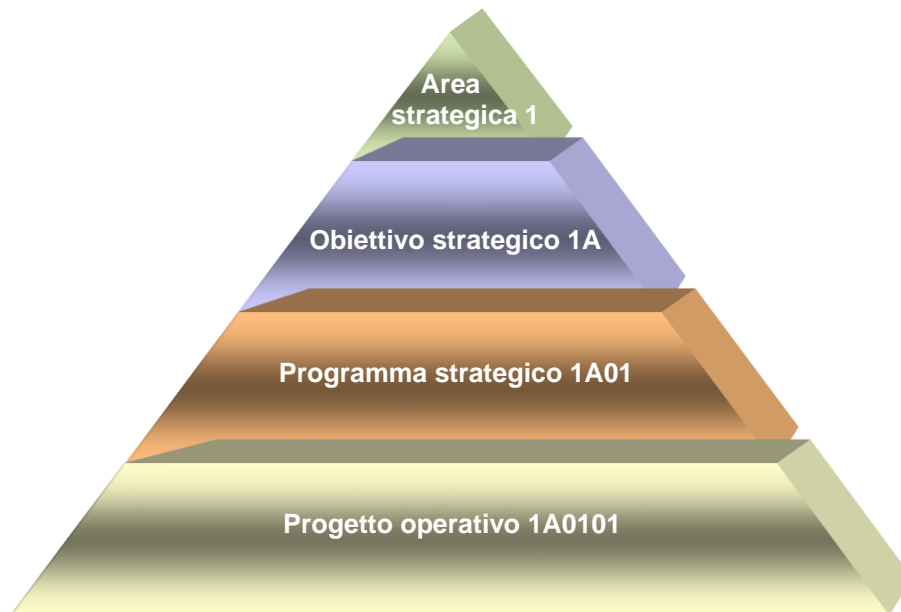 Area
strategica 1
Obiettivo strategico 1A
Programma strategico 1A01
Progetto operativo 1A0101